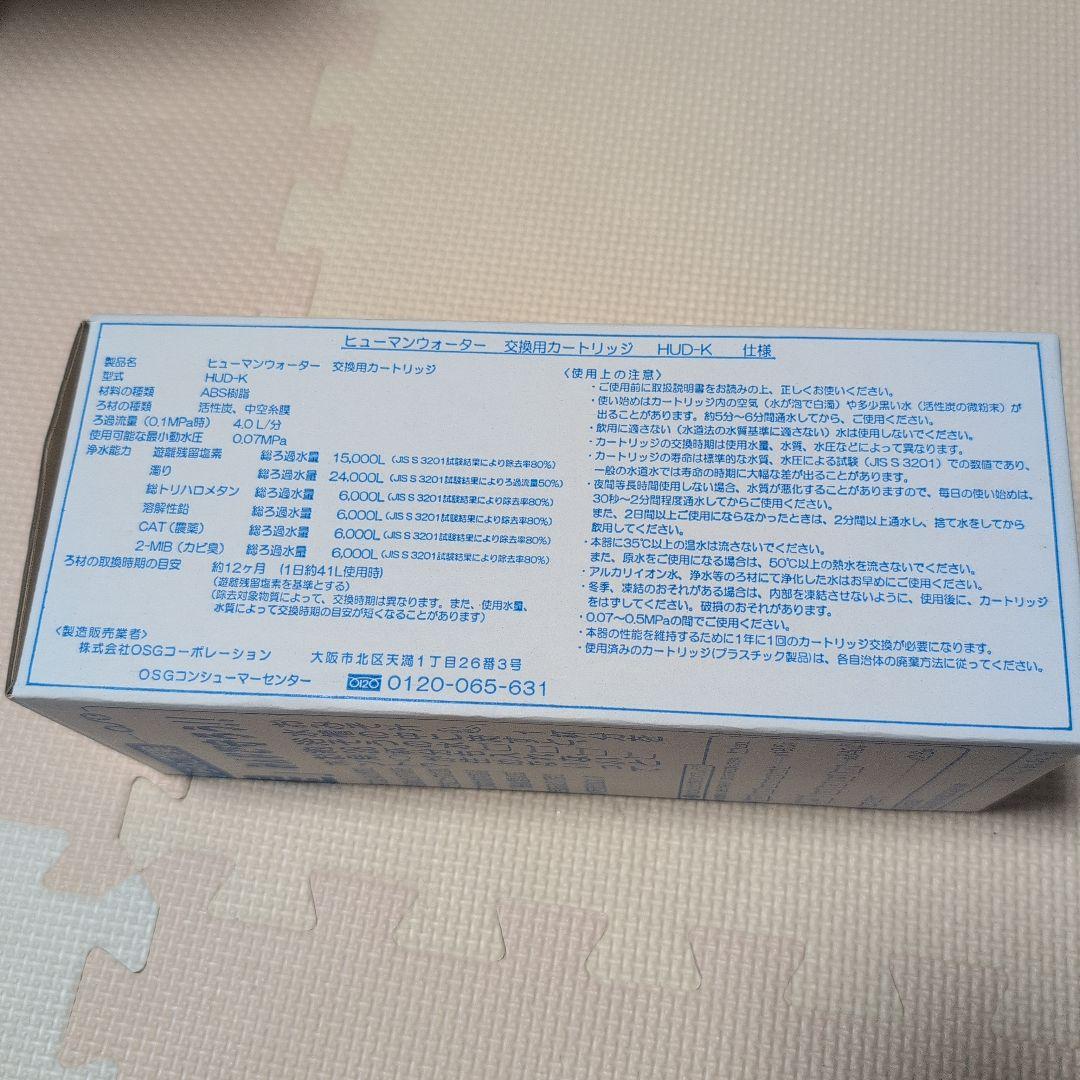 ヒューマンウォーター 交換用カートリッジ HUD-K 仕様
製品名 ヒューマンウォーター 交換用カートリッジ
型式 HUD-K
材料の種類 ABS樹脂
ろ材の種類 活性炭、中空糸膜
ろ過流量(0.1MPa時) 4.0L/分
使用可能な最小動水圧 0.07MPa
浄水能力 遊離残留塩素 総ろ過水量 15,000L(JIS S 3201試験結果により除去率80%)
濁り 総ろ過水量 24,000L(JIS S 3201試験結果によりろ過流量50%)
総トリハロメタン 総ろ過水量 6,000L(JIS S 3201試験結果により除去率80%)
溶解性鉛 総ろ過水量 6,000L(JIS S 3201試験結果により除去率80%)
CAT(農薬) 総ろ過水量 6,000L(JIS S 3201試験結果により除去率80%)
2-MIB(カビ臭) 総ろ過水量 6,000L(JIS S 3201試験結果により除去率80%)
ろ材の取換時期の目安 約12ヶ月 (1日約41L使用時)
(遊離残留塩素を基準とする)
(除去対象物質によって、交換時期は異なります。また、使用水量、
水質によって交換時期の目安が短くなることがあります)
<製造販売業者>
株式会社OSGコーポレーション 大阪市北区天満1丁目26番3号
OSGコンシューマーセンター 0120-065-631
<使用上の注意>
・ご使用前に取扱説明書をお読みの上、正しくお使いください。
・使い始めはカートリッジ内の空気(水が泡で白濁)や多少黒い水(活性炭の微粉末)が
出ることがあります。約5分~6分間通水してから、ご使用ください。
・飲用に適さない(水道法の水質基準に適さない)水は使用しないでください。
・カートリッジの交換時期は使用水量、水質、水圧などによって異なります。
・カートリッジの寿命は標準的な水質、水圧による試験(JIS S 3201)での数値であり、
一般の水道水では寿命の時期に大幅な差が出ることがあります。
・夜間等長時間使用しない場合、水質が悪化することがありますので、毎日の使い始めは、
30秒~2分間程度通水してからご使用ください。
また、2日間以上ご使用にならなかったときは、2分間以上通水し、捨て水をしてから
飲用してください。
・本器に35℃以上の温水は流さないでください。
また、原水をご使用になる場合は、50℃以上の熱水を流さないでください。
・アルカリイオン水、浄水等のろ材にて浄化した水はお早めにご使用ください。
・冬季、凍結のおそれがある場合は、内部を凍結させないように、使用後に、カートリッジ
をはずしてください。破損のおそれがあります。
・0.07~0.5MPaの間でご使用ください。
・本器の性能を維持するために1年に1回のカートリッジ交換が必要になります。
・使用済みのカートリッジ(プラスチック製品)は、各自治体の廃棄方法に従ってください。